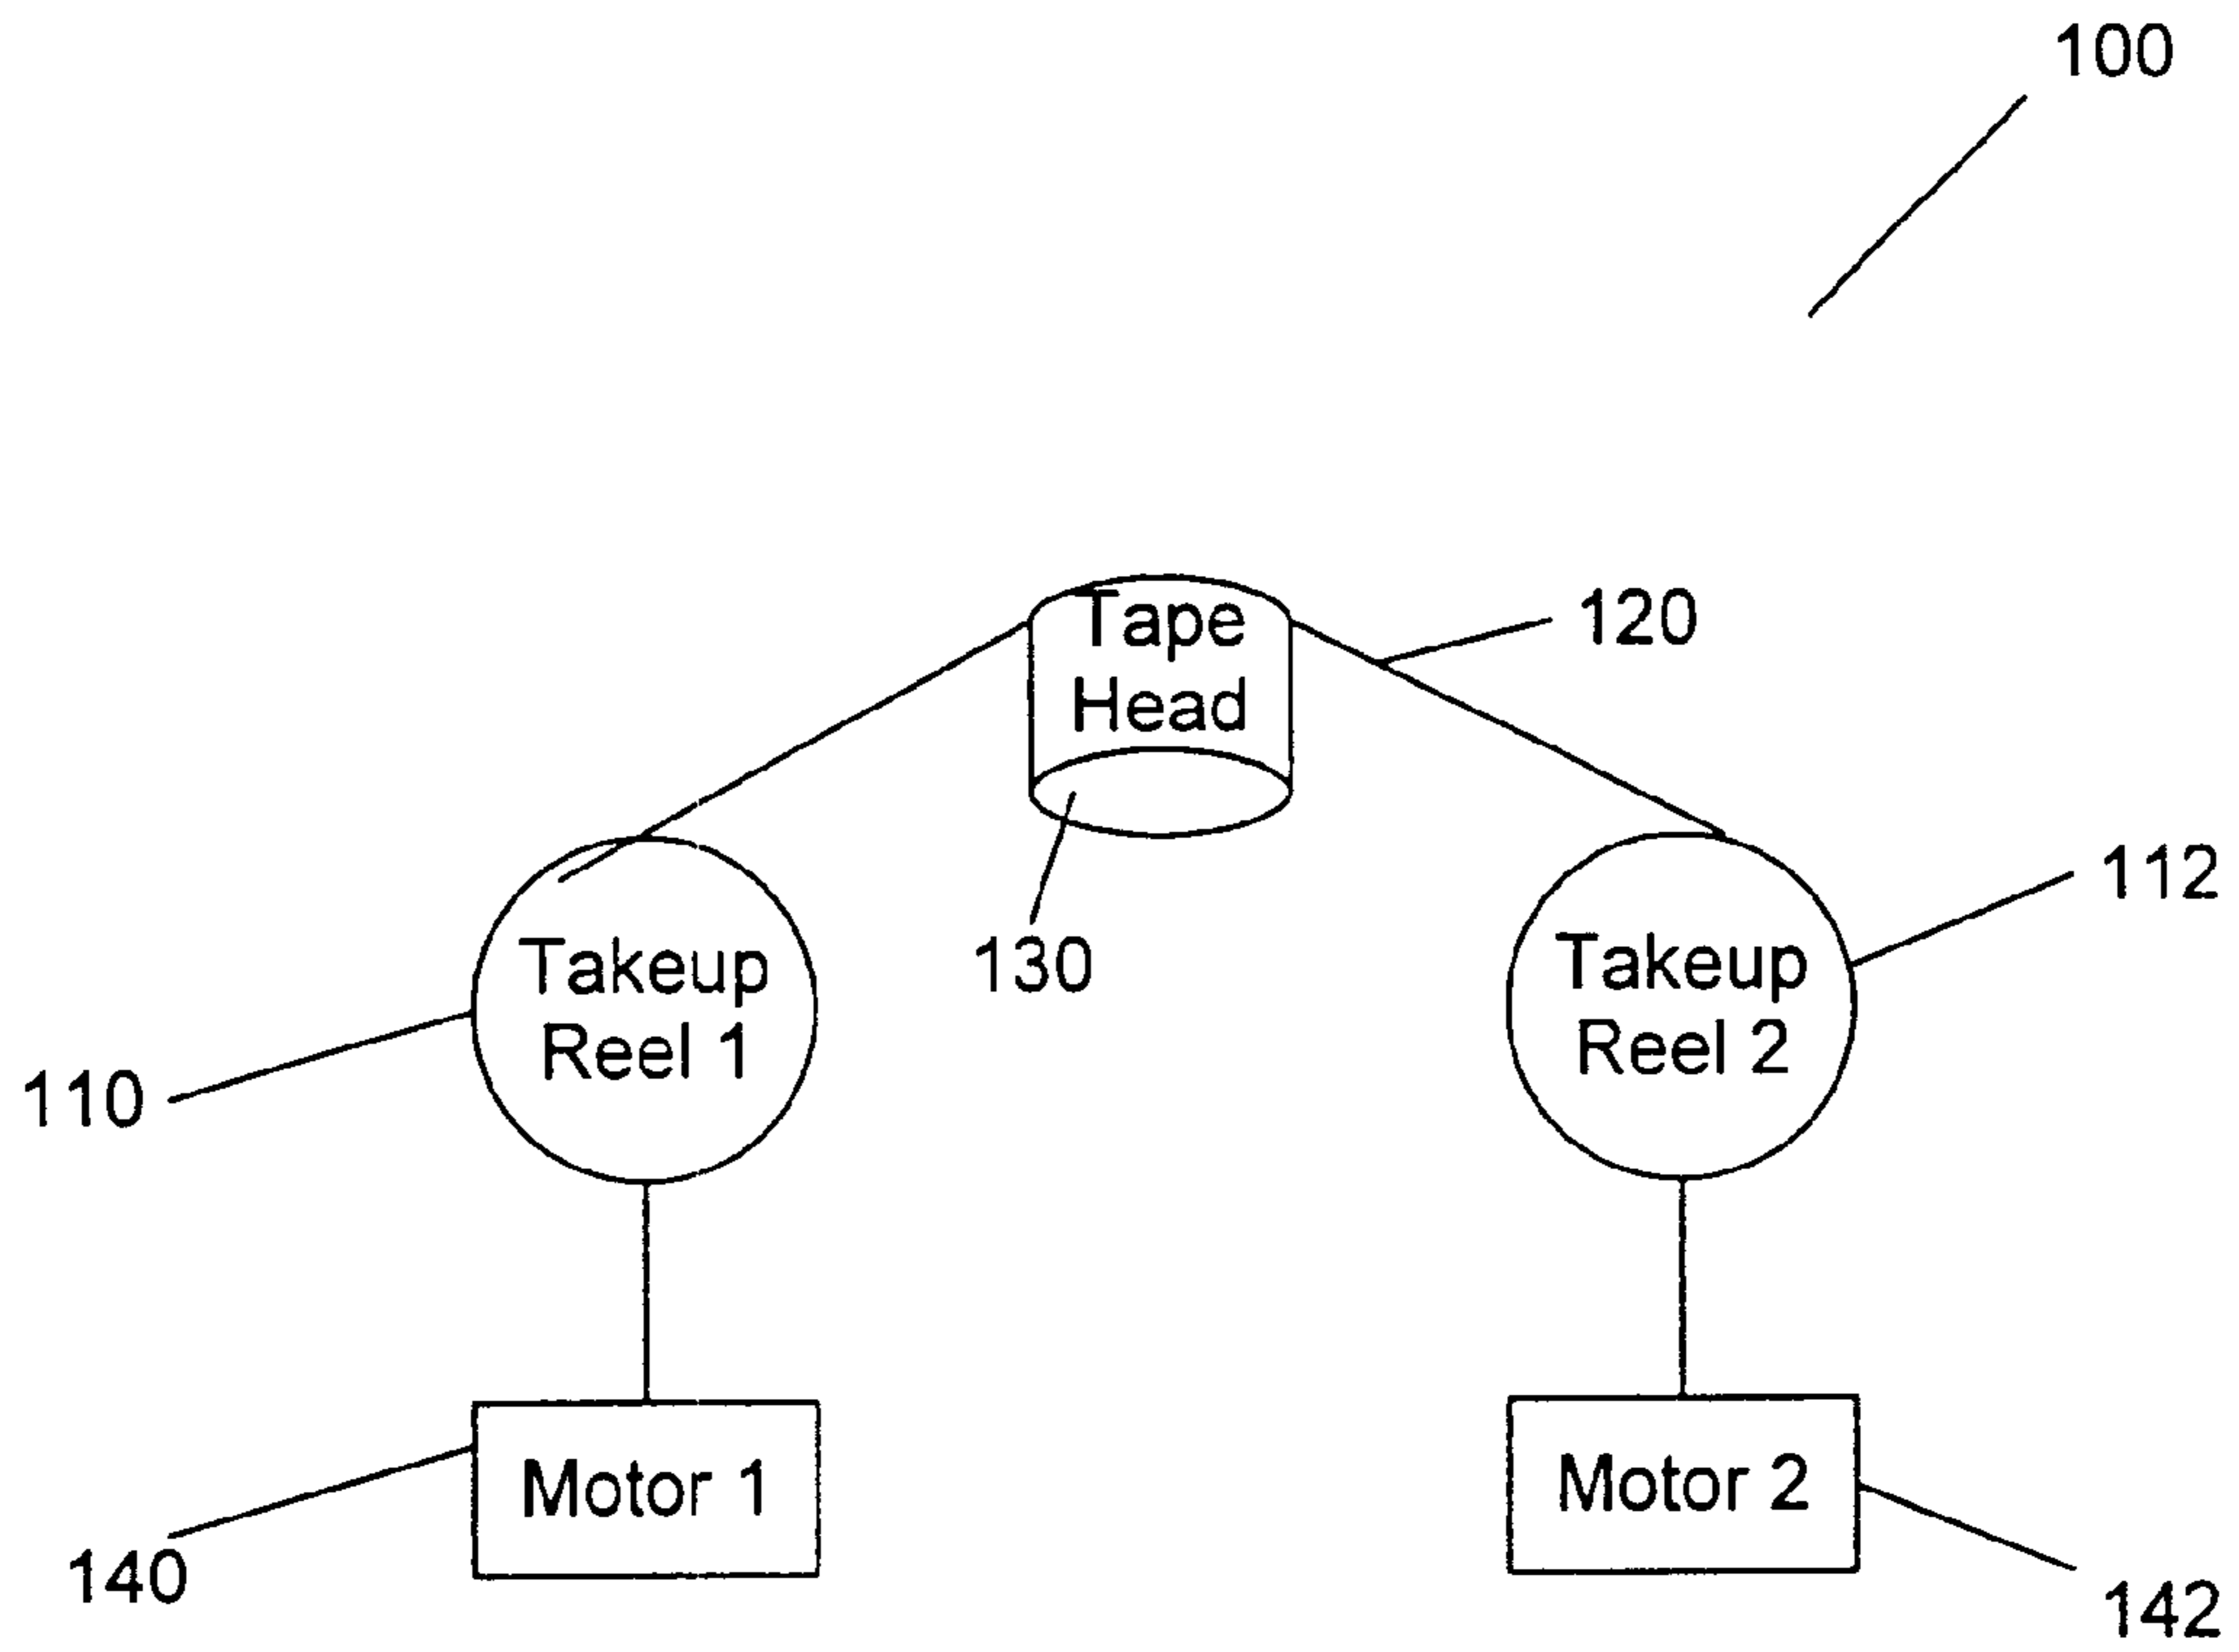 100
Tape
Head
120
130
112
Takeup
Reel 1
Takeup
Reel 2
110
Motor 1
Motor 2
140
142